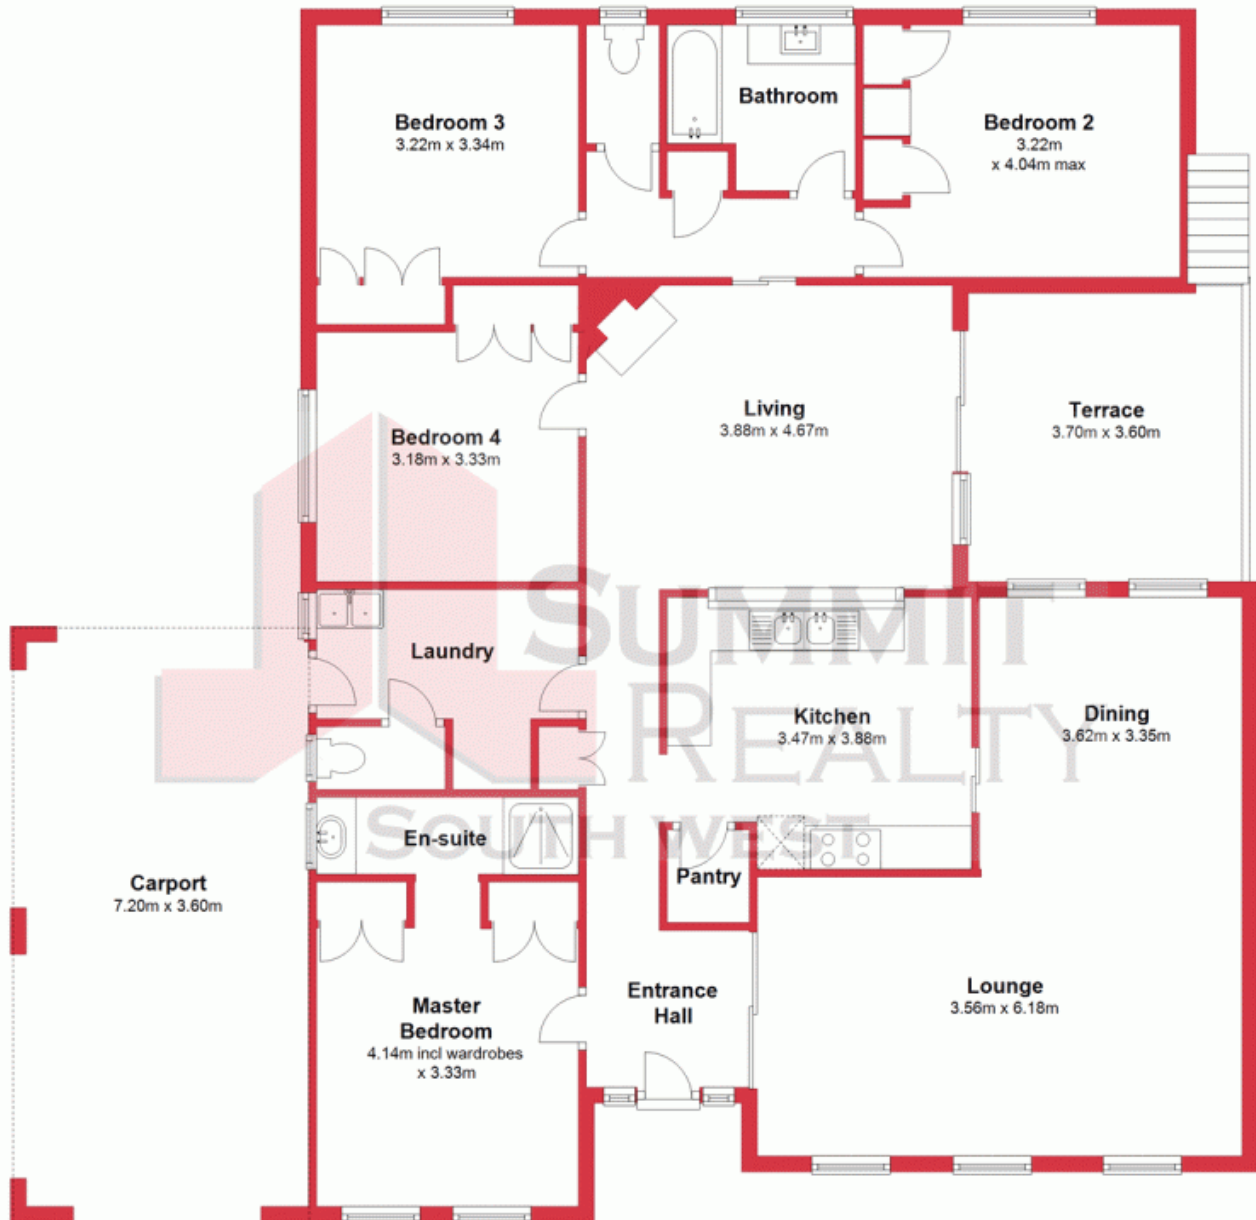 Bedroom 3
3.22m x 3.34m
Bathroom
Bedroom 2
3.22m
x 4.04m max
Bedroom 4
3.18m x 3.33m
Living
3.88m x 4.67m
Terrace
3.70m x 3.60m
SUMMIT
REALTY
SOUTH WEST
Laundry
Kitchen
3.47m x 3.88m
Dining
3.62m x 3.35m
En-suite
Pantry
Carport
7.20m x 3.60m
Master
Bedroom
4.14m incl wardrobes
x 3.33m
Entrance
Hall
Lounge
3.56m x 6.18m